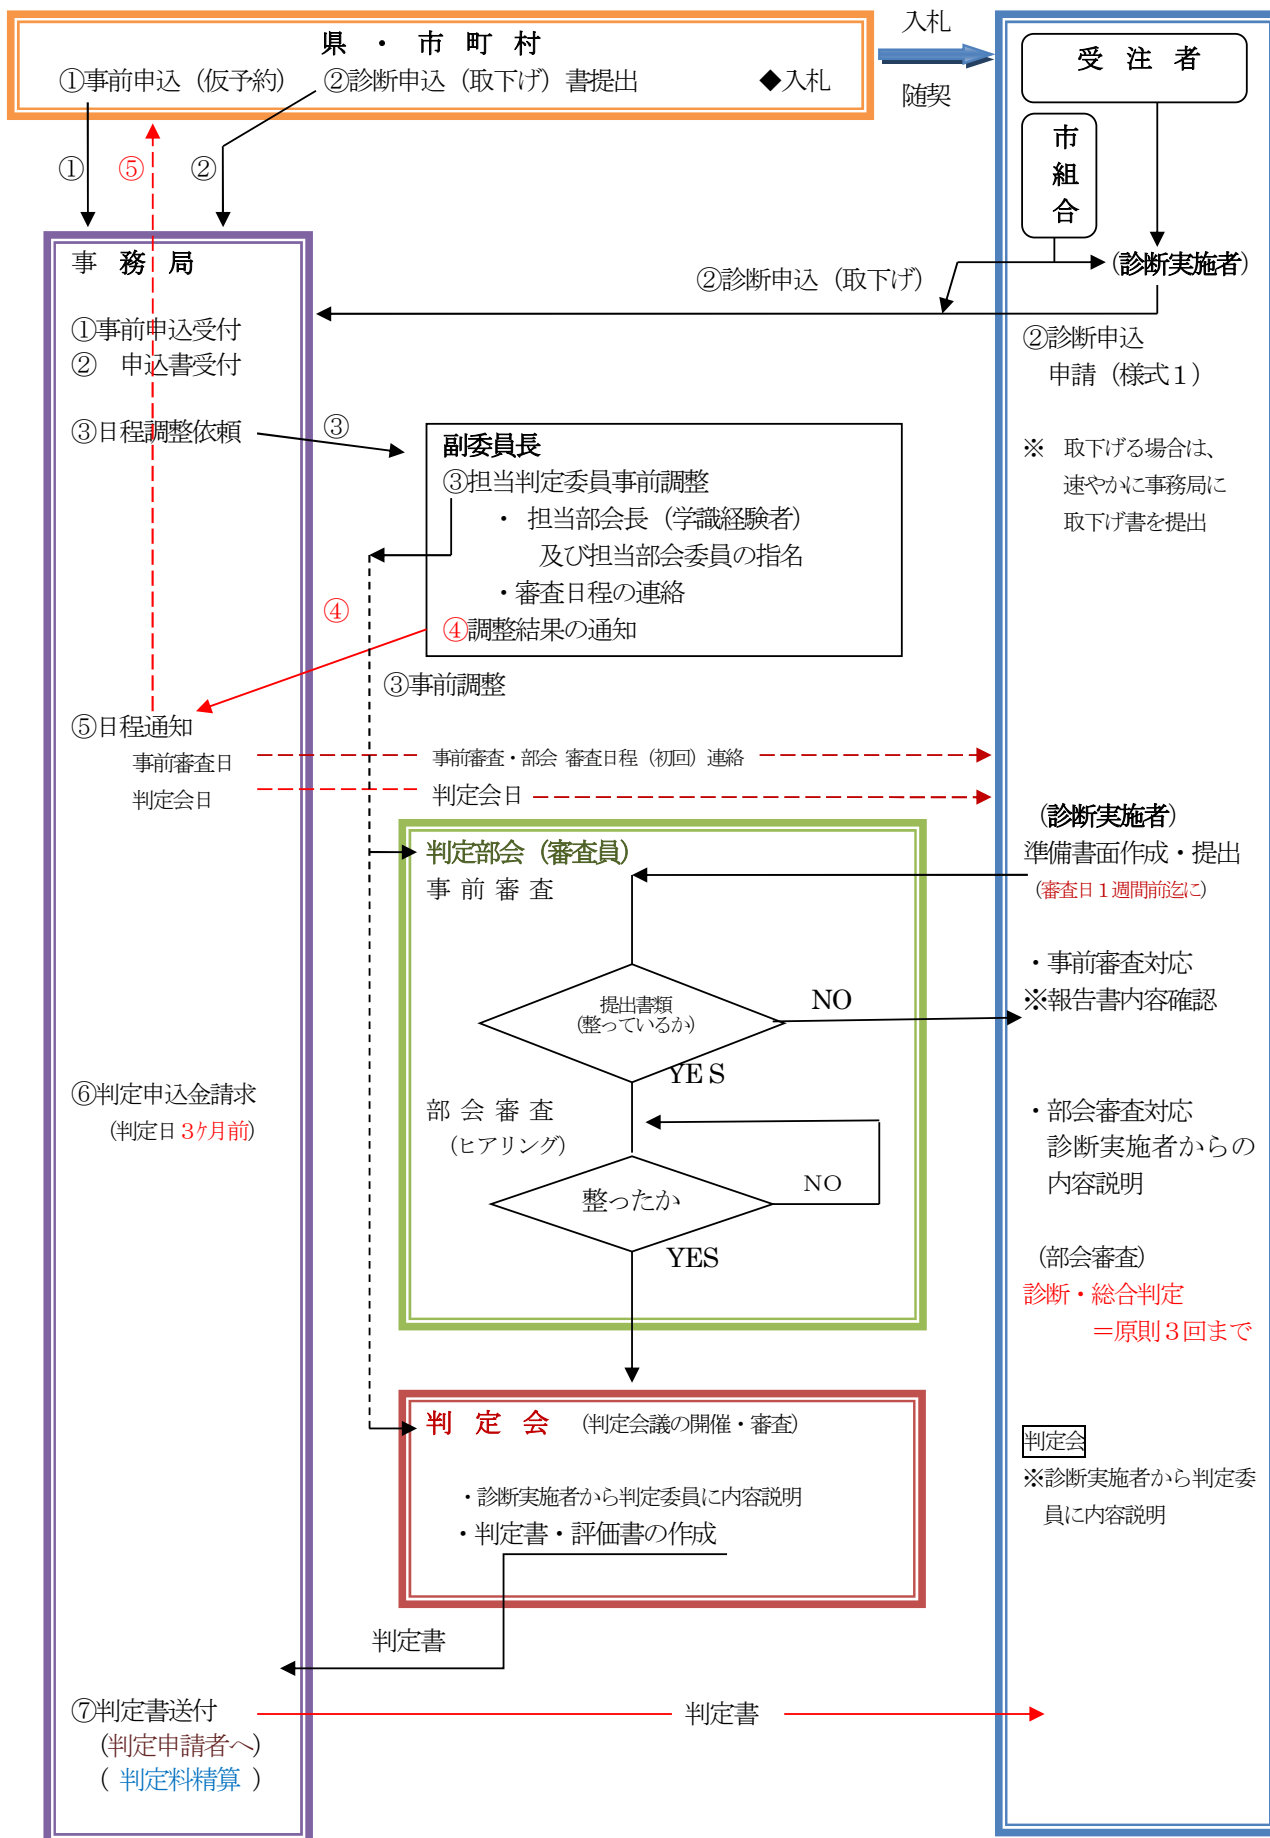 県 ・ 市 町 村
①事前申込（仮予約） ②診断申込（取下げ）書提出 ◆入札
入札
随契
受 注 者
市
組
合
① ⑤ ②
事 務 局
(診断実施者)
②診断申込（取下げ）
①事前申込受付
② 申込書受付
②診断申込
申請（様式１）
③日程調整依頼
③
※ 取下げる場合は、
速やかに事務局に
取下げ書を提出
副委員長
③担当判定委員事前調整
・ 担当部会長（学識経験者）
及び担当部会委員の指名
・審査日程の連絡
④調整結果の通知
④
③事前調整
⑤日程通知
事前審査日
判定会日
事前審査・部会 審査日程（初回）連絡
判定会日
(診断実施者)
準備書面作成・提出
(審査日１週間前迄に)
判定部会（審査員）
事 前 審 査
・事前審査対応
※報告書内容確認
提出書類
(整っているか)
NO
YES
⑥判定申込金請求
(判定日３ｹ月前)
部 会 審 査
（ヒアリング）
・部会審査対応
診断実施者からの
内容説明
整ったか
NO
YES
(部会審査)
診断・総合判定
＝原則３回まで
判 定 会 (判定会議の開催・審査)
・診断実施者から判定委員に内容説明
・判定書・評価書の作成
判定会
※診断実施者から判定委
員に内容説明
判定書
⑦判定書送付
(判定申請者へ)
( 判定料精算 )
判定書